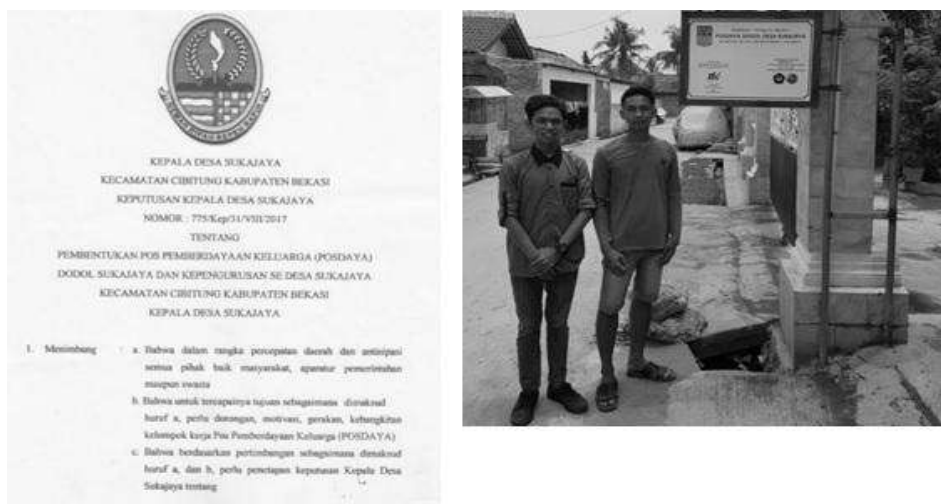 KEPALA DESA SUKAJAYA
KECAMATAN CIBITUNG KABUPATEN BEKASI
KEPUTUSAN KEPALA DESA SUKAJAYA
NOMOR : 775/Kep/31/VIII/2017
TENTANG
PEMBENTUKAN POS PEMBERDAYAAN KELUARGA (POSDAYA)
DODOL SUKAJAYA DAN KEPENGURUSAN SE DESA SUKAJAYA
KECAMATAN CIBITUNG KABUPATEN BEKASI
KEPALA DESA SUKAJAYA
1. Menimbang : a. Bahwa dalam rangka percepatan daerah dan antisipasi
semua pihak baik masyarakat, aparatur pemerintahan
maupun swasta
b. Bahwa untuk tercapainya tujuan sebagaimana dimaksud
huruf a, perlu dorongan, motivasi, gerakan, kebangkitan
kelompok kerja Pos Pemberdayaan Keluarga (POSDAYA)
c. Bahwa berdasarkan pertimbangan sebagaimana dimaksud
huruf a, dan b, perlu penetapan keputusan Kepala Desa
Sukajaya tentang
POSDAYA DODOL DESA SUKAJAYA